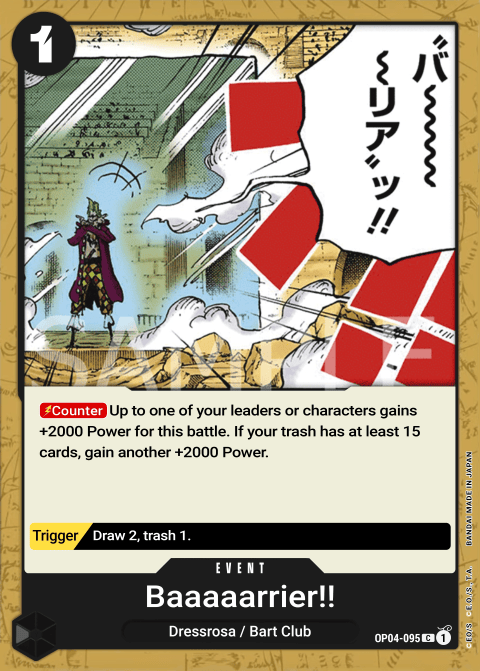 1
バ〜〜リア〜ッ!!
SAMPLE
Counter Up to one of your leaders or characters gains
+2000 Power for this battle. If your trash has at least 15
cards, gain another +2000 Power.
Trigger Draw 2, trash 1.
EVENT
Baaaaarrier!!
Dressrosa / Bart Club
OP04-095 C 1
BANDAI MADE IN JAPAN